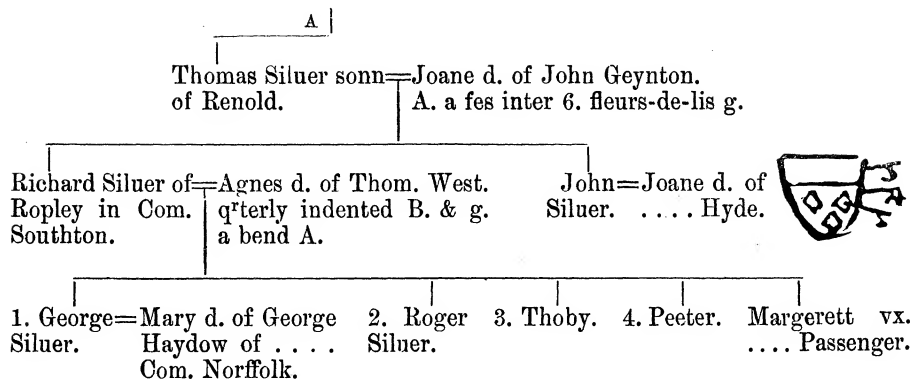 A
Thomas Siluer sonn=Joane d. of John Geynton.
of Renold. A. a fes inter 6. fleurs-de-lis g.
Richard Siluer of=Agnes d. of Thom. West.
Ropley in Com. qʳterly indented B. & g.
Southton. a bend A.
John=Joane d. of
Siluer. .... Hyde.
1. George=Mary d. of George
Siluer. Haydow of ....
Com. Norffolk.
2. Roger
Siluer.
3. Thoby.
4. Peeter.
Margerett vx.
.... Passenger.